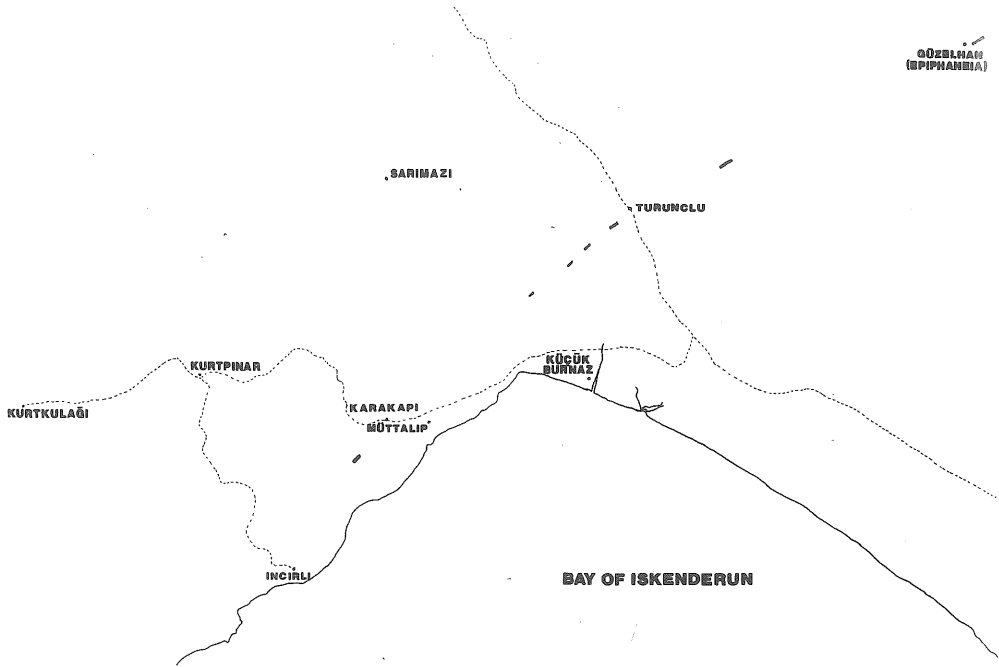 GÜZELHAN
(EPIPHANEIA)
SARIMAZI
TURUNCLU
KÜÇÜK
BURNAZ
KURTPINAR
KURTKULAĞI
KARAKAPI
MÜTTALIP
INCIRLI
BAY OF ISKENDERUN